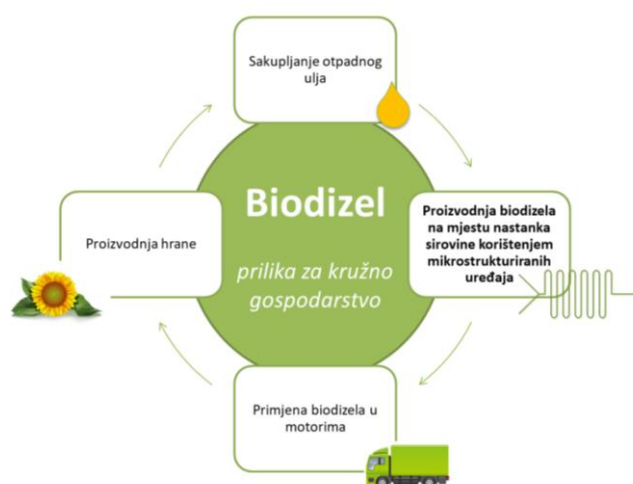 Sakupljanje otpadnog
ulja
Biodizel
prilika za kružno
gospodarstvo
Proizvodnja biodizela
na mjestu nastanka
sirovine korištenjem
mikrostrukturiranih
uređaja
Primjena biodizela u
motorima
Proizvodnja hrane